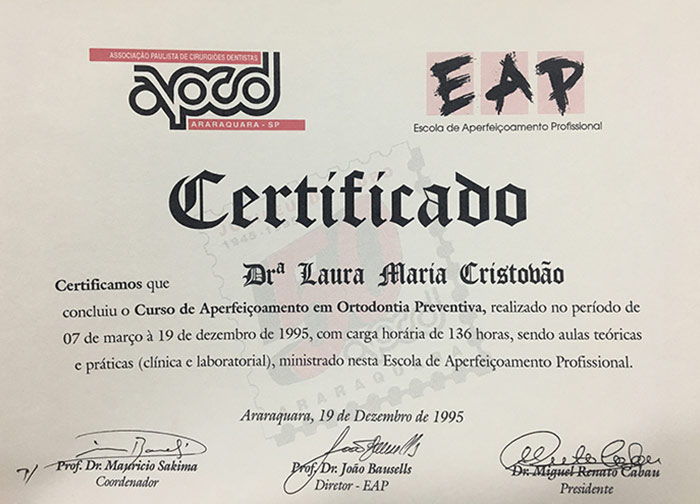 ASSOCIAÇÃO PAULISTA DE CIRURGIÕES DENTISTAS
apcd
ARARAQUARA - SP
EAP
Escola de Aperfeiçoamento Profissional
Certificado
Certificamos que Drª Laura Maria Cristovão
concluiu o Curso de Aperfeiçoamento em Ortodontia Preventiva, realizado no período de
07 de março à 19 de dezembro de 1995, com carga horária de 136 horas, sendo aulas teóricas
e práticas (clínica e laboratorial), ministrado nesta Escola de Aperfeiçoamento Profissional.
apcd
ARARAQUARA
Araraquara, 19 de Dezembro de 1995
Prof. Dr. Mauricio Sakima
Coordenador
Prof. Dr. João Bausells
Diretor - EAP
Dr. Miguel Renato Cabau
Presidente